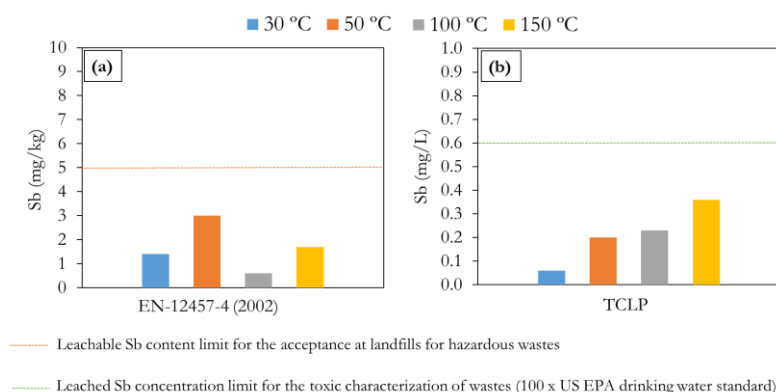 30 ºC 50 ºC 100 ºC 150 ºC
(a)
Sb (mg/kg)
10
9
8
7
6
5
4
3
2
1
0
EN-12457-4 (2002)
(b)
Sb (mg/L)
1.0
0.9
0.8
0.7
0.6
0.5
0.4
0.3
0.2
0.1
0.0
TCLP
Leachable Sb content limit for the acceptance at landfills for hazardous wastes
Leached Sb concentration limit for the toxic characterization of wastes (100 x US EPA drinking water standard)